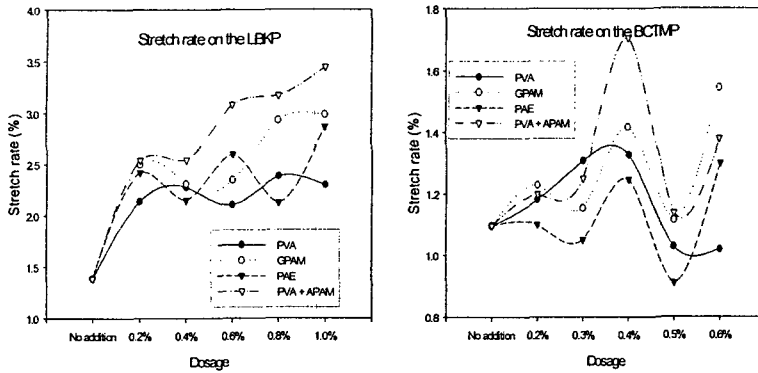 Stretch rate on the LBKP
Stretch rate (%)
4.0
3.5
3.0
2.5
2.0
1.5
1.0
PVA
GPAM
PAE
PVA + APAM
No addition 0.2% 0.4% 0.6% 0.8% 1.0%
Dosage
Stretch rate on the BCTMP
Stretch rate (%)
1.8
1.6
1.4
1.2
1.0
0.8
PVA
GPAM
PAE
PVA + APAM
No addition 0.2% 0.3% 0.4% 0.5% 0.6%
Dosage